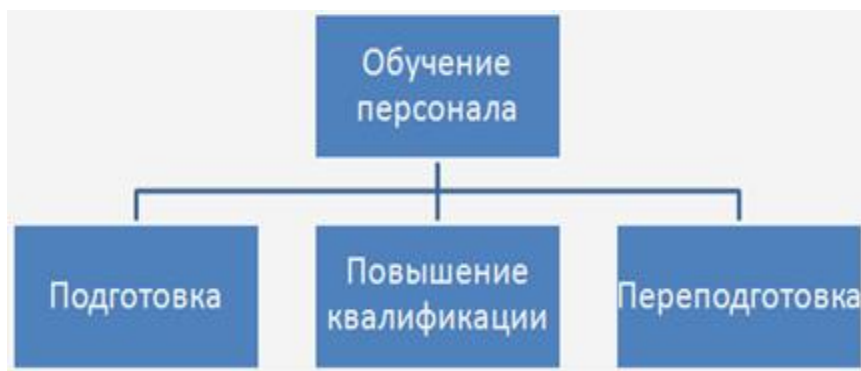 Обучение
персонала
Подготовка
Повышение
квалификации
Переподготовка